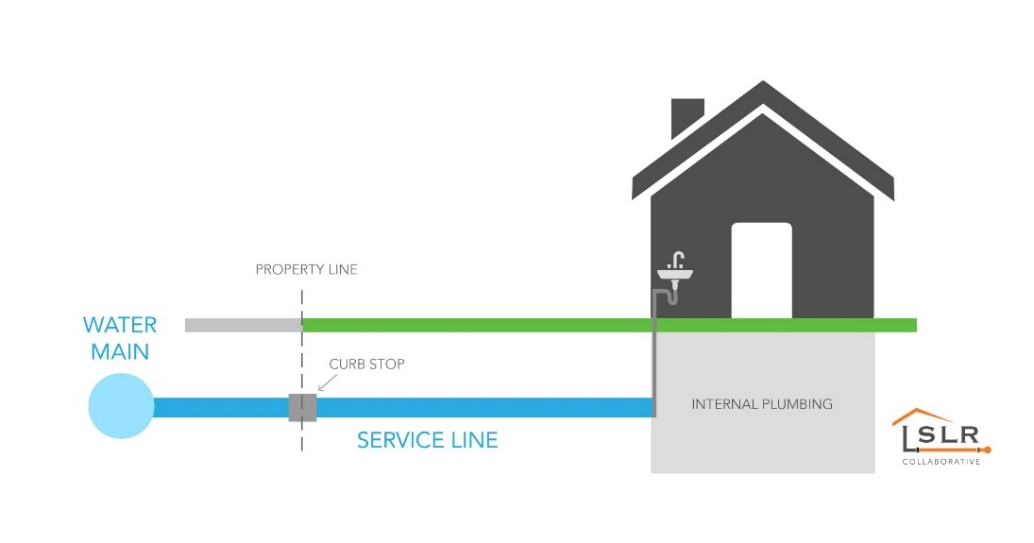 PROPERTY LINE
WATER
MAIN
CURB STOP
SERVICE LINE
INTERNAL PLUMBING
LSLR
COLLABORATIVE